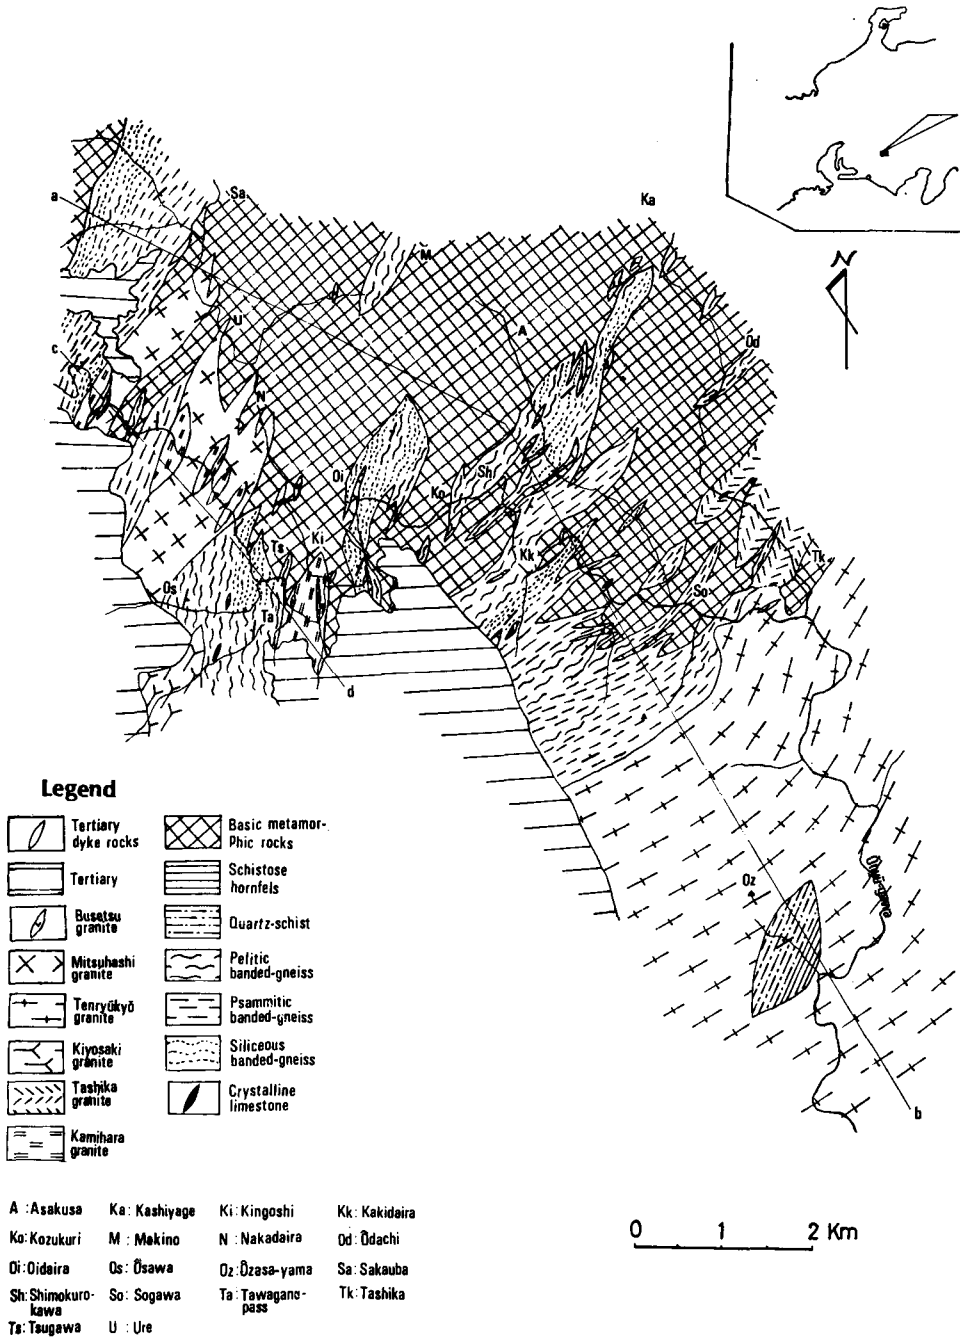 N
a
Sa
Ka
M
U
A
Od
c
N
Oi
Sh
Ko
Ts
Ki
Kk
Tk
Os
So
Ta
d
Oz
b
Legend
Tertiary
dyke rocks
Tertiary
Busetsu
granite
Mitsuhashi
granite
Tenryūkyō
granite
Kiyosaki
granite
Tashika
granite
Kamihara
granite
Basic metamor-
Phic rocks
Schistose
hornfels
Quartz-schist
Pelitic
banded-gneiss
Psammitic
banded-gneiss
Siliceous
banded-gneiss
Crystalline
limestone
A : Asakusa Ka: Kashiyage Ki: Kingoshi Kk: Kakidaira
Ko: Kozukuri M : Makino N : Nakadaira Od: Ōdachi
Oi: Oidaira Os: Ōsawa Oz: Ōzasa-yama Sa: Sakauba
Sh: Shimokuro-
kawa So: Sogawa Ta: Tawagane-
pass Tk: Tashika
Ts: Tsugawa U : Ure
0 1 2 Km